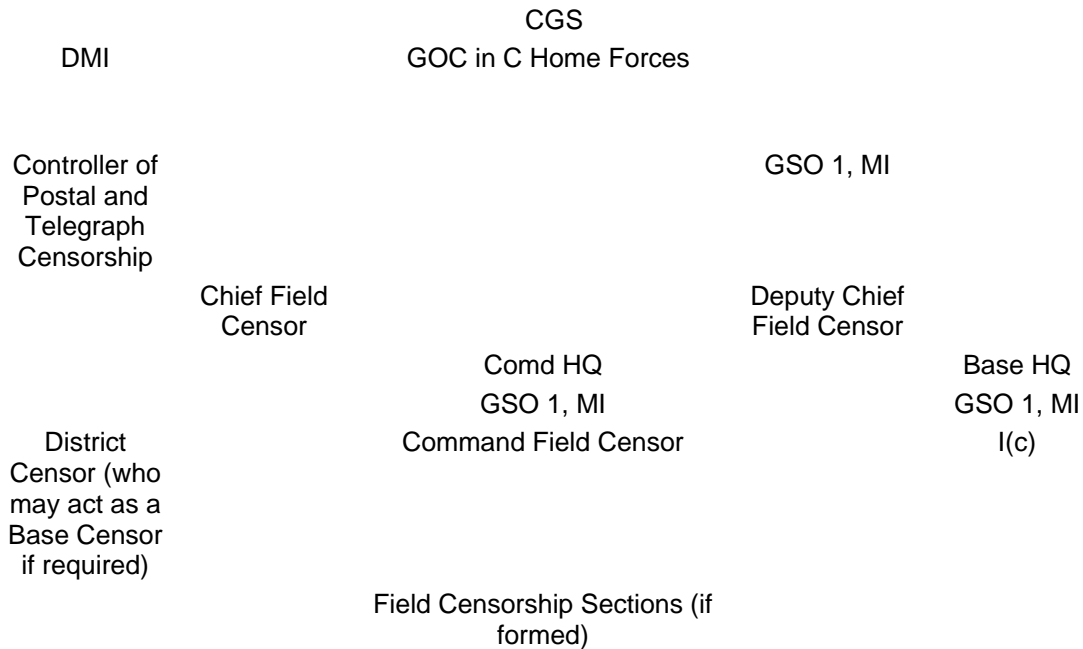 CGS
DMI
GOC in C Home Forces
Controller of
Postal and
Telegraph
Censorship
GSO 1, MI
Chief Field
Censor
Deputy Chief
Field Censor
Comd HQ
Base HQ
GSO 1, MI
GSO 1, MI
District
Censor (who
may act as a
Base Censor
if required)
Command Field Censor
I(c)
Field Censorship Sections (if
formed)